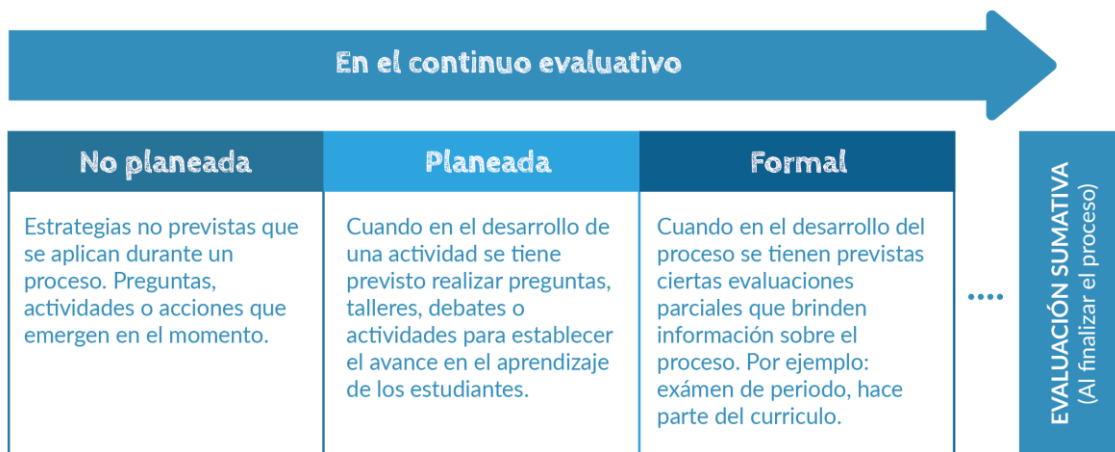 En el continuo evaluativo
No planeada
Estrategias no previstas que
se aplican durante un
proceso. Preguntas,
actividades o acciones que
emergen en el momento.
Planeada
Cuando en el desarrollo de
una actividad se tiene
previsto realizar preguntas,
talleres, debates o
actividades para establecer
el avance en el aprendizaje
de los estudiantes.
Formal
Cuando en el desarrollo del
proceso se tienen previstas
ciertas evaluaciones
parciales que brinden
información sobre el
proceso. Por ejemplo:
exámen de periodo, hace
parte del curriculo.
....
EVALUACIÓN SUMATIVA
(Al finalizar el proceso)